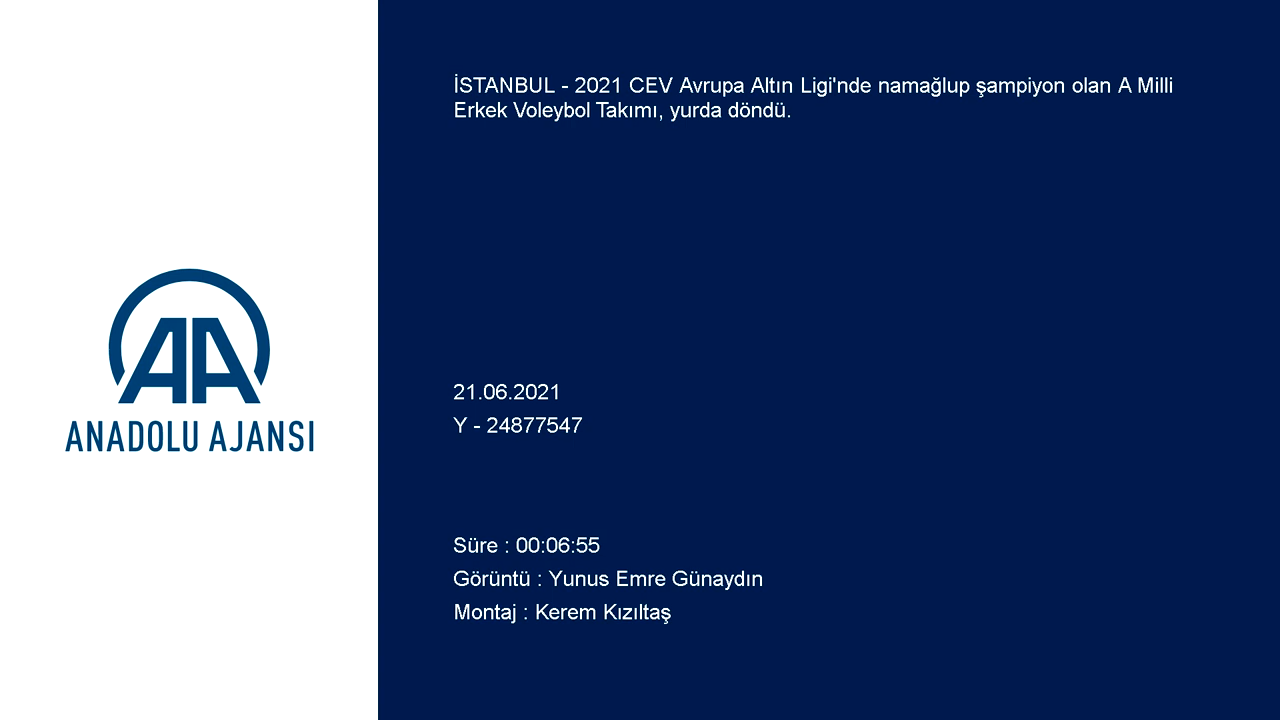 İSTANBUL - 2021 CEV Avrupa Altın Ligi'nde namağlup şampiyon olan A Milli
Erkek Voleybol Takımı, yurda döndü.
AA
ANADOLU AJANSI
21.06.2021
Y - 24877547
Süre : 00:06:55
Görüntü : Yunus Emre Günaydın
Montaj : Kerem Kızıltaş